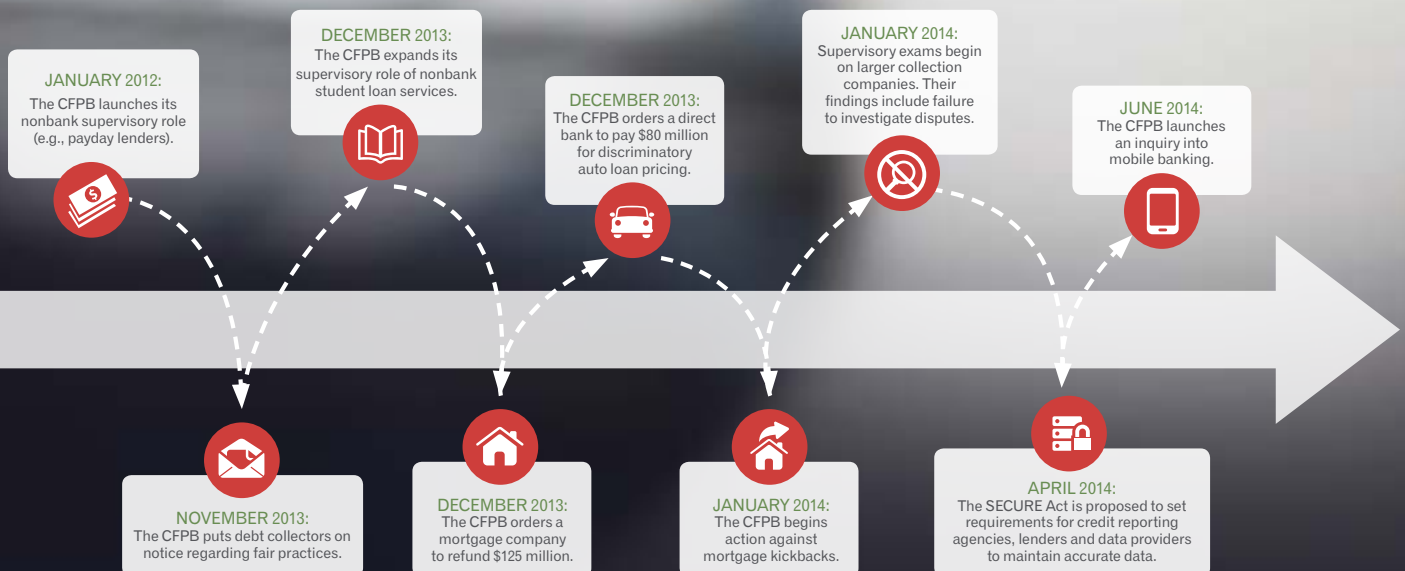 JANUARY 2012:
The CFPB launches its
nonbank supervisory role
(e.g., payday lenders).
NOVEMBER 2013:
The CFPB puts debt collectors on
notice regarding fair practices.
DECEMBER 2013:
The CFPB expands its
supervisory role of nonbank
student loan services.
DECEMBER 2013:
The CFPB orders a
mortgage company
to refund $125 million.
DECEMBER 2013:
The CFPB orders a direct
bank to pay $80 million
for discriminatory
auto loan pricing.
JANUARY 2014:
The CFPB begins
action against
mortgage kickbacks.
JANUARY 2014:
Supervisory exams begin
on larger collection
companies. Their
findings include failure
to investigate disputes.
APRIL 2014:
The SECURE Act is proposed to set
requirements for credit reporting
agencies, lenders and data providers
to maintain accurate data.
JUNE 2014:
The CFPB launches
an inquiry into
mobile banking.